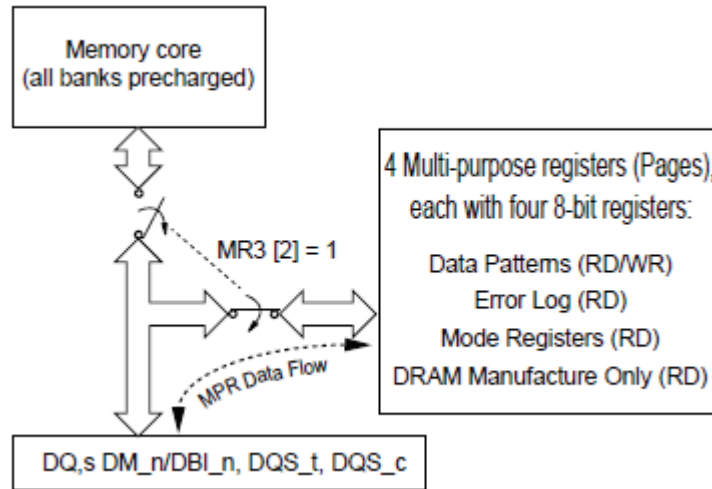 Memory core
(all banks precharged)
4 Multi-purpose registers (Pages),
each with four 8-bit registers:
Data Patterns (RD/WR)
Error Log (RD)
Mode Registers (RD)
DRAM Manufacture Only (RD)
MR3 [2] = 1
MPR Data Flow
DQ,s DM_n/DBI_n, DQS_t, DQS_c